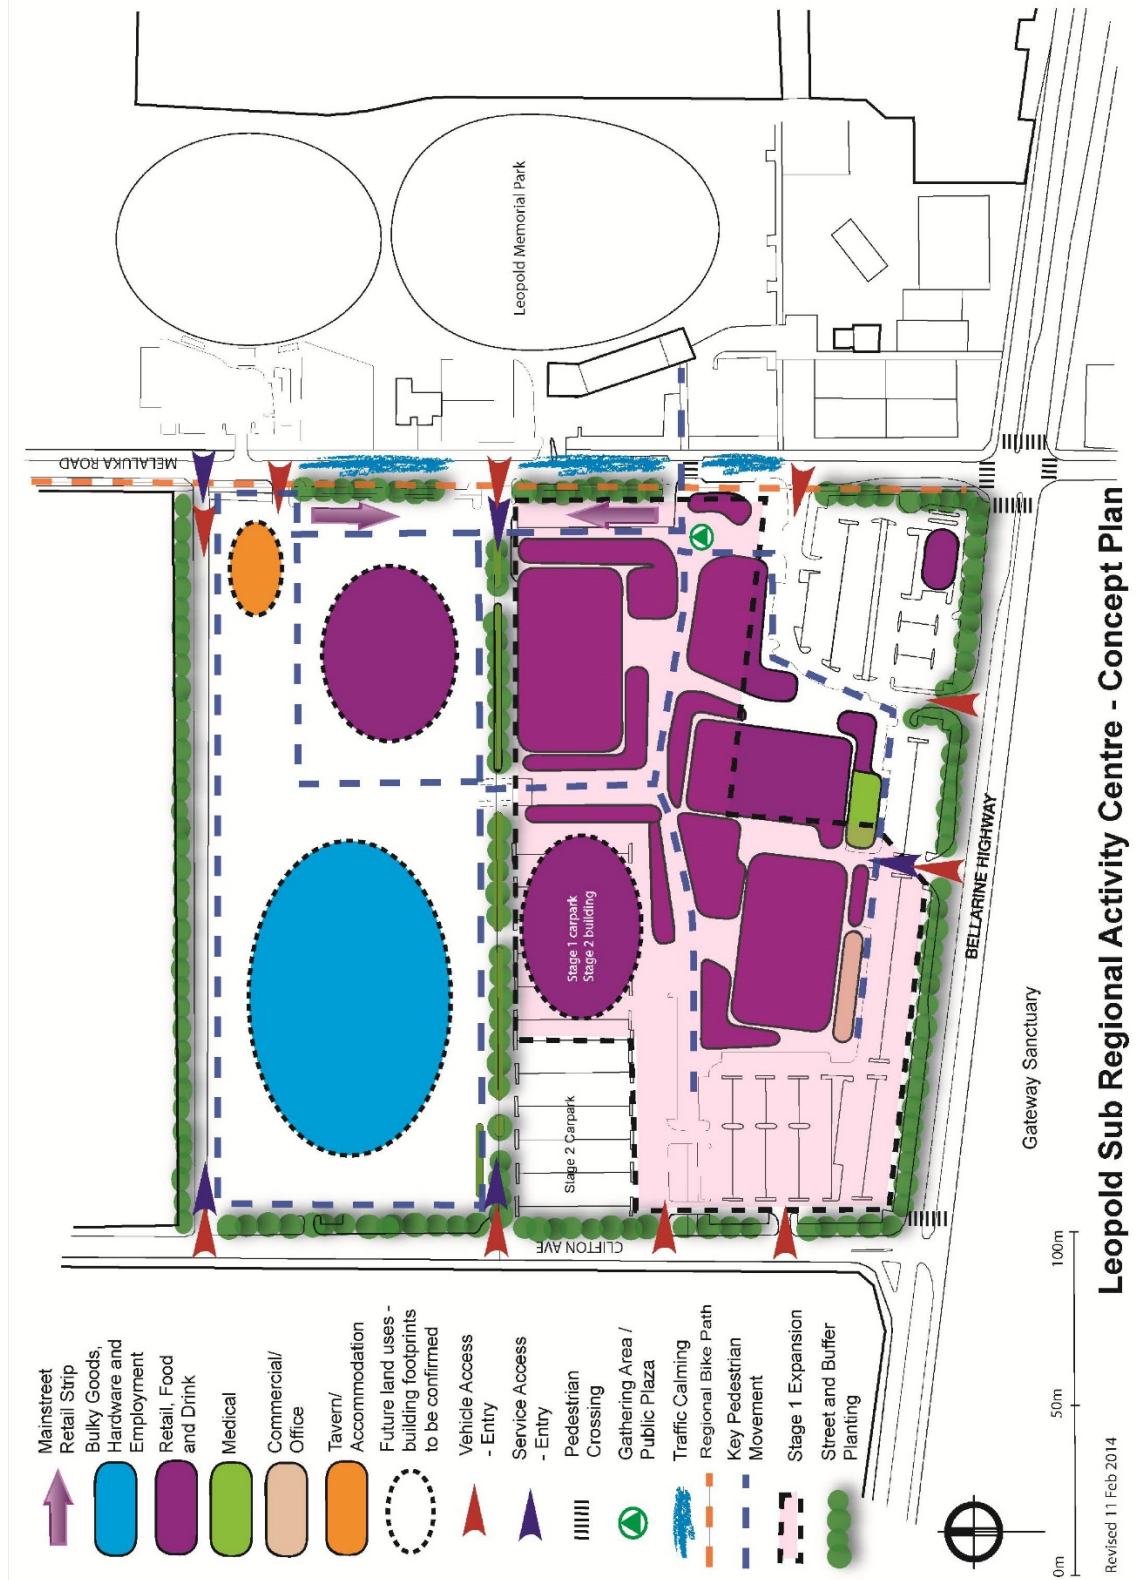 Mainstreet
Retail Strip
Bulky Goods,
Hardware and
Employment
Retail, Food
and Drink
Medical
Commercial/
Office
Tavern/
Accommodation
Future land uses -
building footprints
to be confirmed
Vehicle Access
- Entry
Service Access
- Entry
Pedestrian
Crossing
Gathering Area /
Public Plaza
Traffic Calming
Regional Bike Path
Key Pedestrian
Movement
Stage 1 Expansion
Street and Buffer
Planting
MELALUKA ROAD
Leopold Memorial Park
Stage 1 carpark
Stage 2 building
Stage 2 Carpark
CLIFTON AVE
BELLARINE HIGHWAY
Gateway Sanctuary
0m
50m
100m
Revised 11 Feb 2014
Leopold Sub Regional Activity Centre - Concept Plan